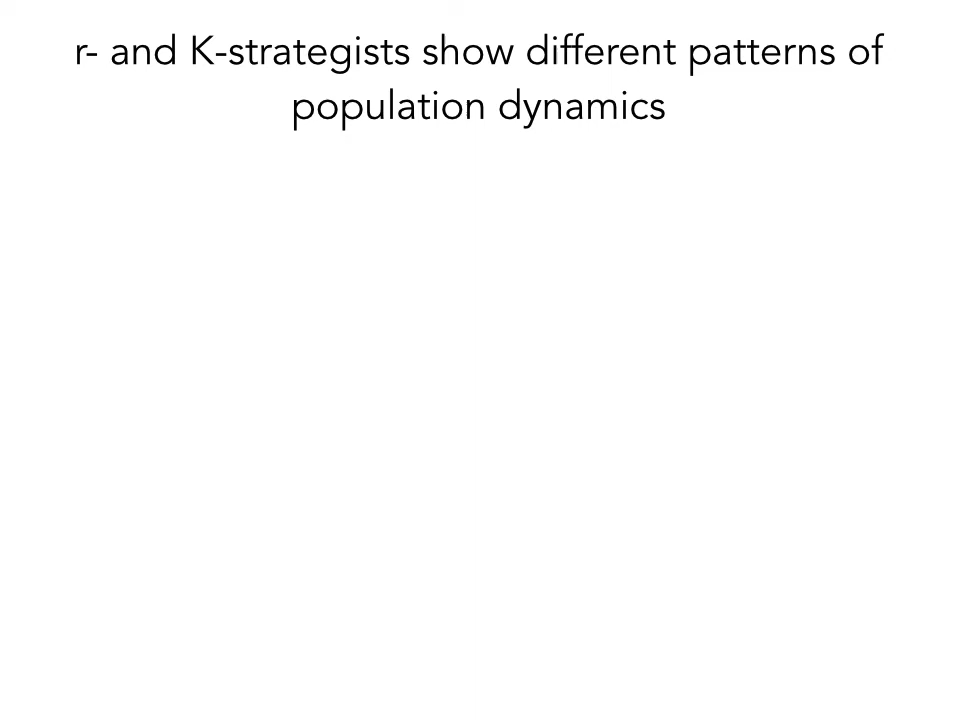 r- and K-strategists show different patterns of
population dynamics